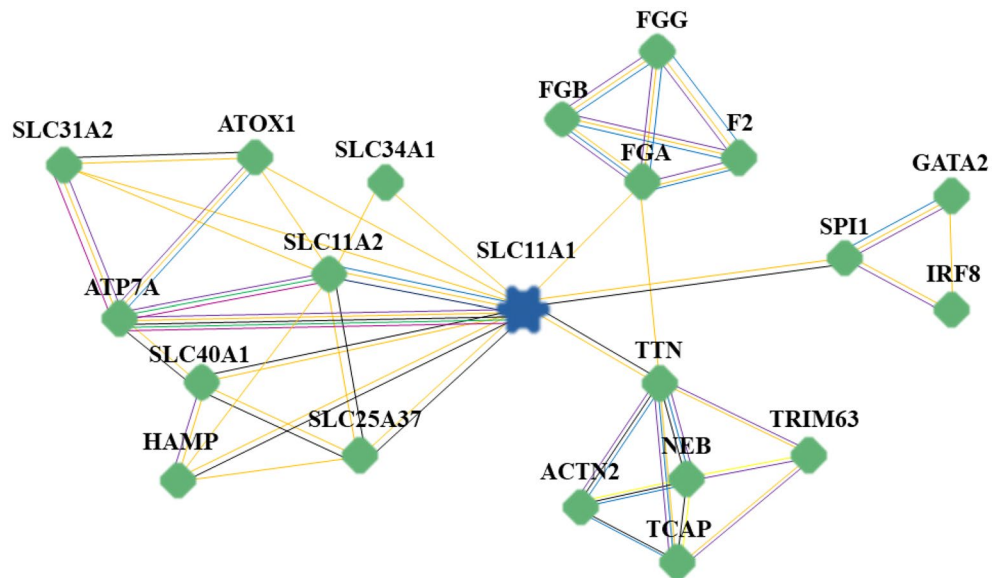 FGG
FGB
F2
SLC31A2
ATOX1
SLC34A1
FGA
GATA2
SLC11A2
SLC11A1
SPI1
IRF8
ATP7A
SLC40A1
TTN
SLC25A37
TRIM63
HAMP
NEB
ACTN2
TCAP